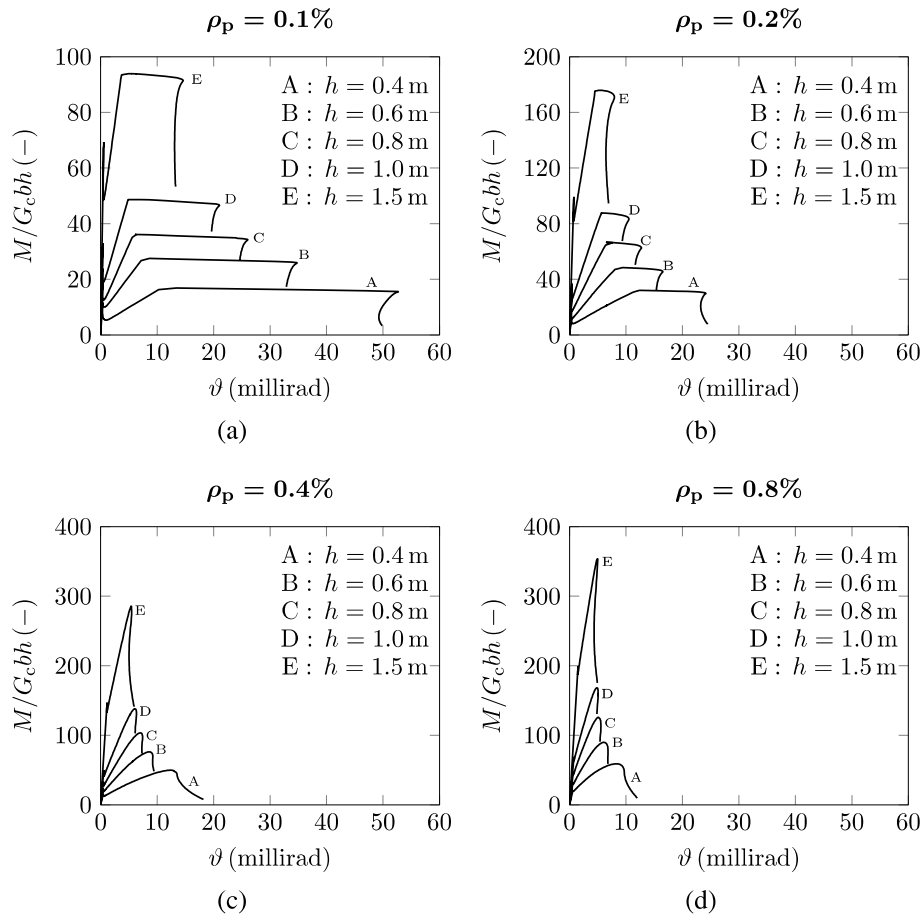 ρp = 0.1%
100
80
60
40
20
0
M/Gcbh (−)
A : h = 0.4 m
B : h = 0.6 m
C : h = 0.8 m
D : h = 1.0 m
E : h = 1.5 m
E
D
C
B
A
0 10 20 30 40 50 60
ϑ (millirad)
(a)
ρp = 0.2%
200
160
120
80
40
0
M/Gcbh (−)
A : h = 0.4 m
B : h = 0.6 m
C : h = 0.8 m
D : h = 1.0 m
E : h = 1.5 m
E
D
C
B
A
0 10 20 30 40 50 60
ϑ (millirad)
(b)
ρp = 0.4%
400
300
200
100
0
M/Gcbh (−)
A : h = 0.4 m
B : h = 0.6 m
C : h = 0.8 m
D : h = 1.0 m
E : h = 1.5 m
E
D
C
B
A
0 10 20 30 40 50 60
ϑ (millirad)
(c)
ρp = 0.8%
400
300
200
100
0
M/Gcbh (−)
A : h = 0.4 m
B : h = 0.6 m
C : h = 0.8 m
D : h = 1.0 m
E : h = 1.5 m
E
D
C
B
A
0 10 20 30 40 50 60
ϑ (millirad)
(d)